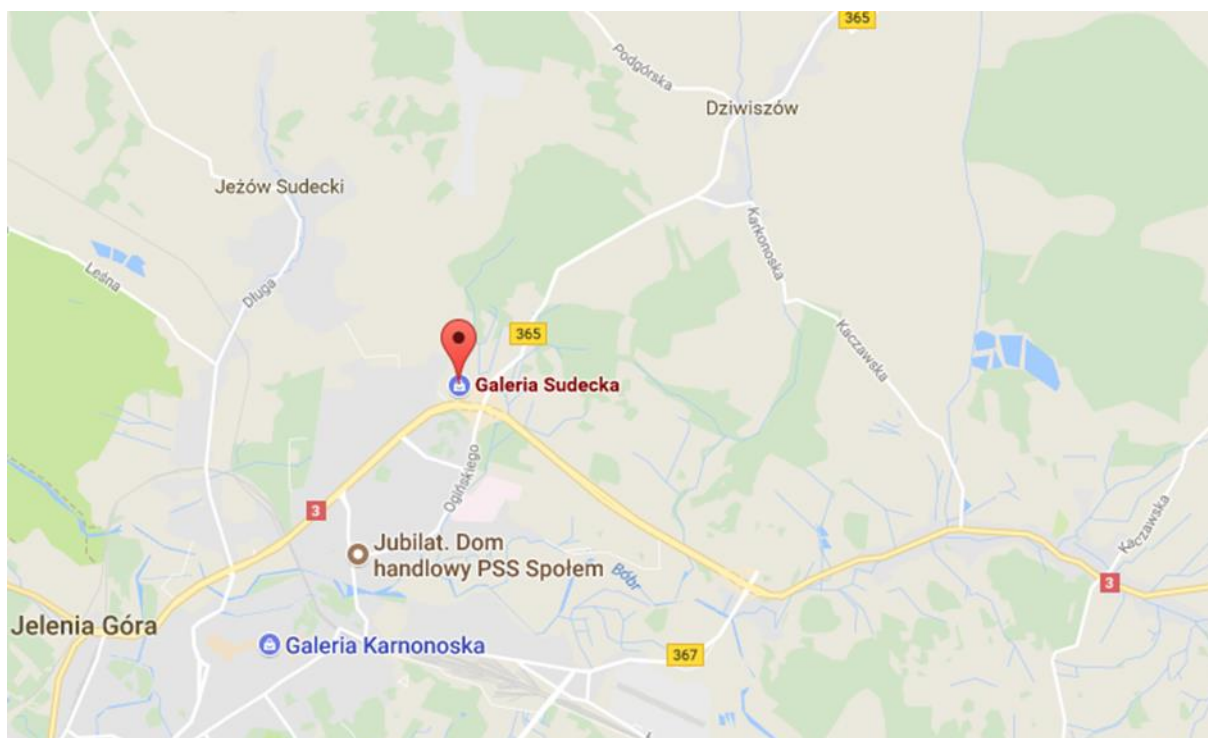 365
Podgórska
Dziwiszów
Jeżów Sudecki
Karkonoska
Leśna
Długa
365
Kaczawska
Galeria Sudecka
Ogińskiego
3
Kaczawska
Jubilat. Dom
handlowy PSS Społem
Bóbr
3
Jelenia Góra
Galeria Karnonoska
367